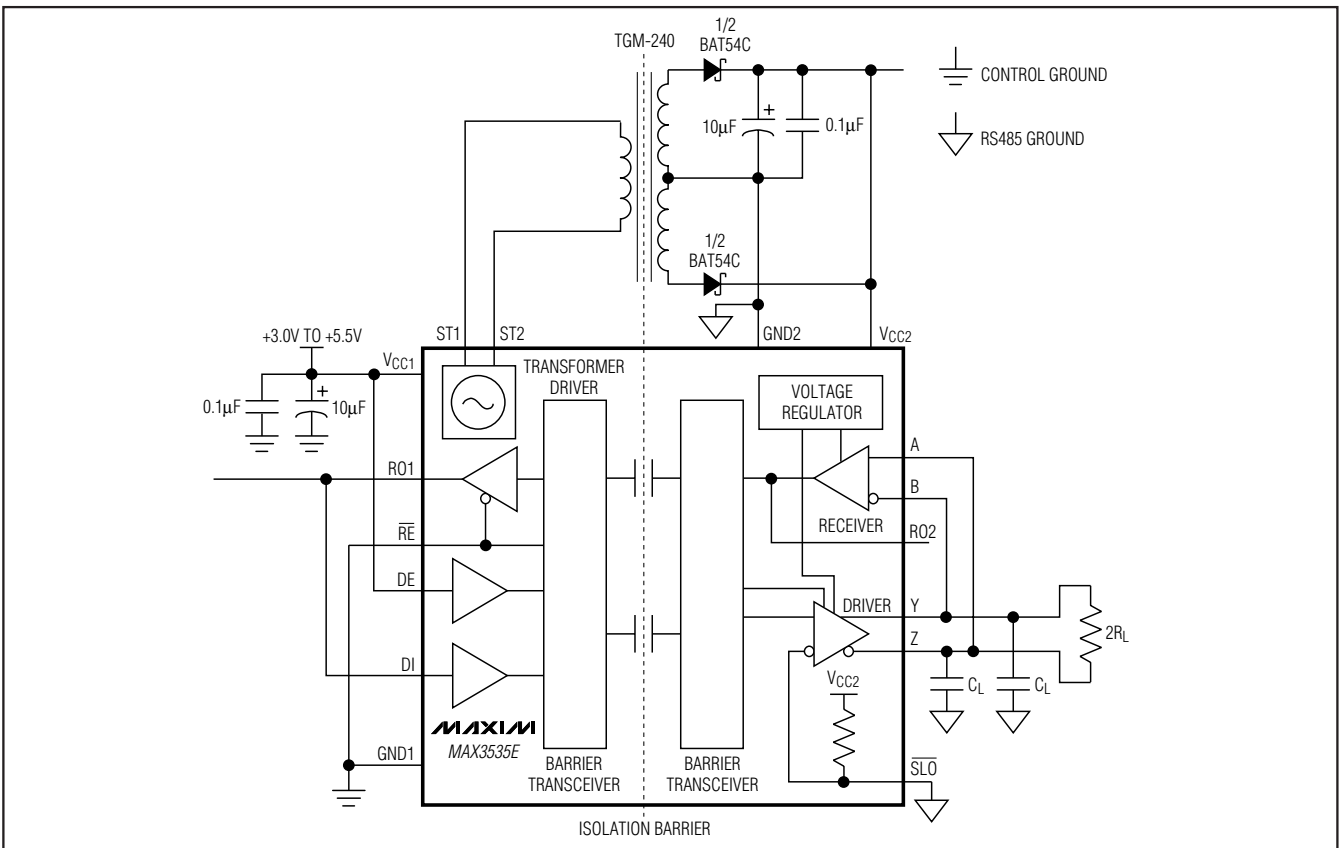 TGM-240
1/2
BAT54C
CONTROL GROUND
10μF
+
0.1μF
RS485 GROUND
1/2
BAT54C
+3.0V TO +5.5V
ST1
ST2
GND2
VCC2
VCC1
TRANSFORMER
DRIVER
VOLTAGE
REGULATOR
0.1μF
+
10μF
A
RO1
B
RECEIVER
RO2
RE
DE
DRIVER
Y
2RL
Z
DI
VCC2
CL
CL
MAXIM
MAX3535E
GND1
BARRIER
TRANSCEIVER
BARRIER
TRANSCEIVER
SLO
ISOLATION BARRIER